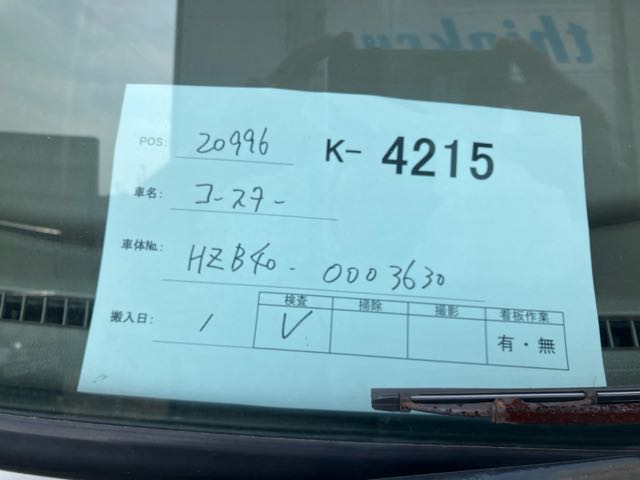 thinkcy
POS: 20996 K- 4215
車名: コースター
車体No.: HZB40-0003630
搬入日: / 検査 掃除 撮影 看板作業
✓ 有・無